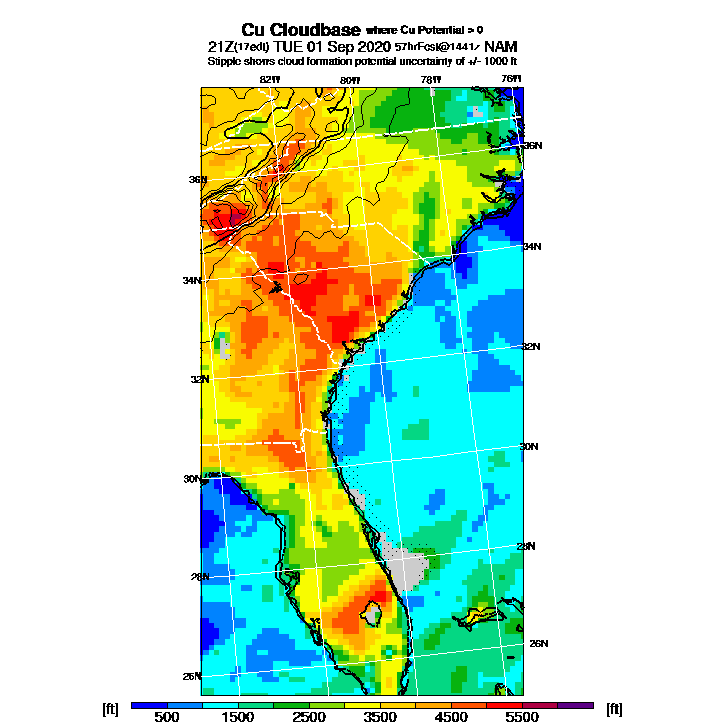 Cu Cloudbase where Cu Potential > 0
21Z(17edt) TUE 01 Sep 2020 57hrFcst@1441z NAM
Stipple shows cloud formation potential uncertainty of +/- 1000 ft
82W 80W 78W 76W
36N
36N
34N
34N
32N
32N
30N
30N
28N
28N
26N
26N
[ft] 500 1500 2500 3500 4500 5500 [ft]